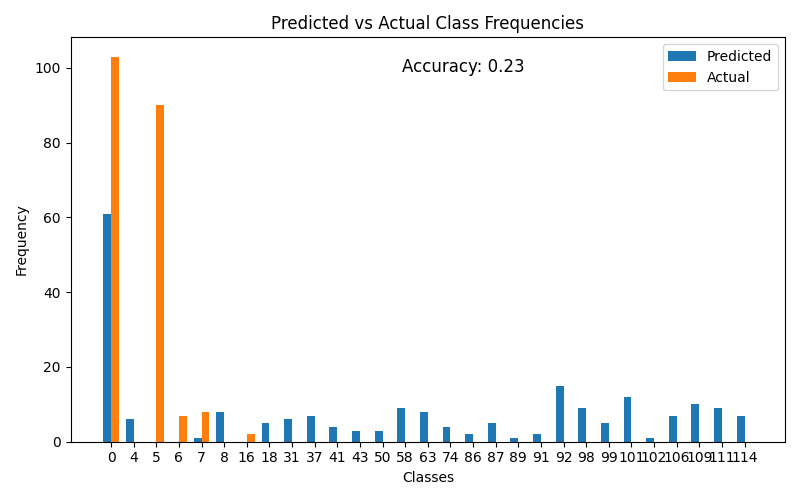 Predicted vs Actual Class Frequencies
Accuracy: 0.23
Predicted
Actual
100
80
60
40
20
0
Frequency
0 4 5 6 7 8 16 18 31 37 41 43 50 58 63 74 86 87 89 91 92 98 99 101 102 106 109 111 114
Classes